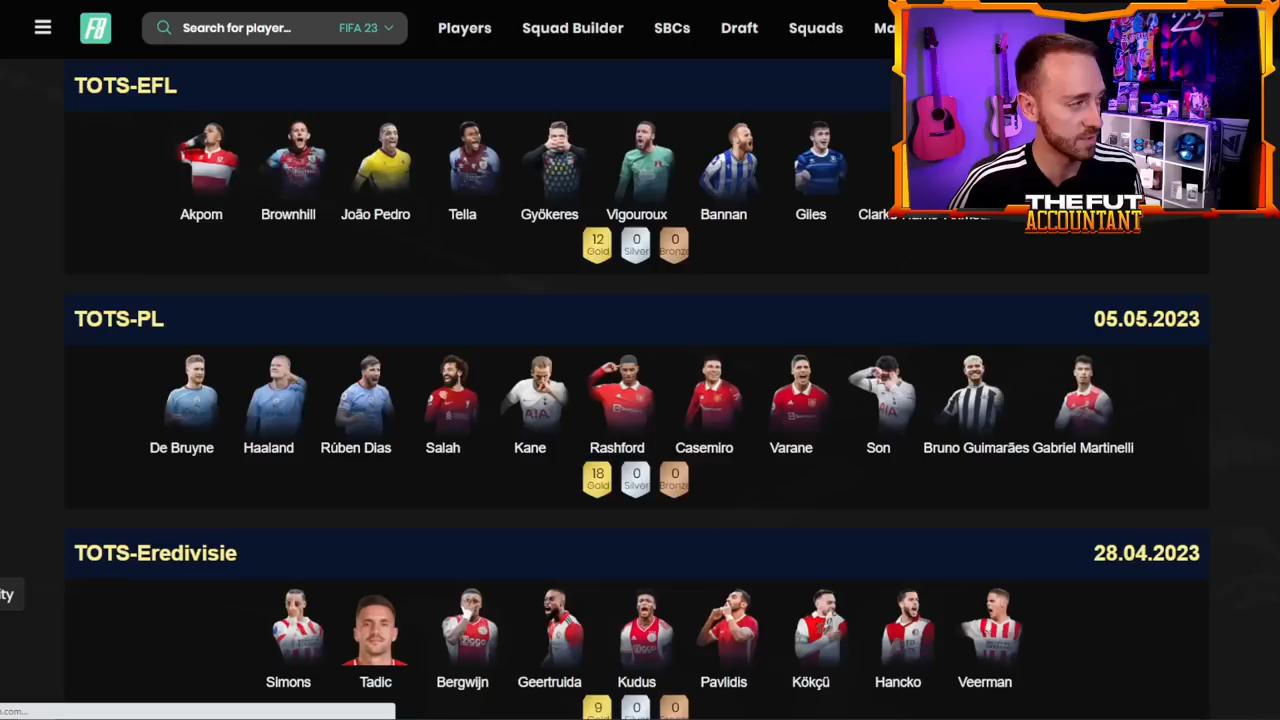 F8 Search for player... FIFA 23 Players Squad Builder SBCs Draft Squads Ma
THE FUT
ACCOUNTANT
TOTS-EFL
Akpom Brownhill João Pedro Tella Gyökeres Vigouroux Bannan Giles
12 0 0
Gold Silver Bronze
TOTS-PL 05.05.2023
De Bruyne Haaland Rúben Dias Salah Kane Rashford Casemiro Varane Son Bruno Guimarães Gabriel Martinelli
18 0 0
Gold Silver Bronze
TOTS-Eredivisie 28.04.2023
ity
Simons Tadic Bergwijn Geertruida Kudus Pavlidis Kökçü Hancko Veerman
9 0 0